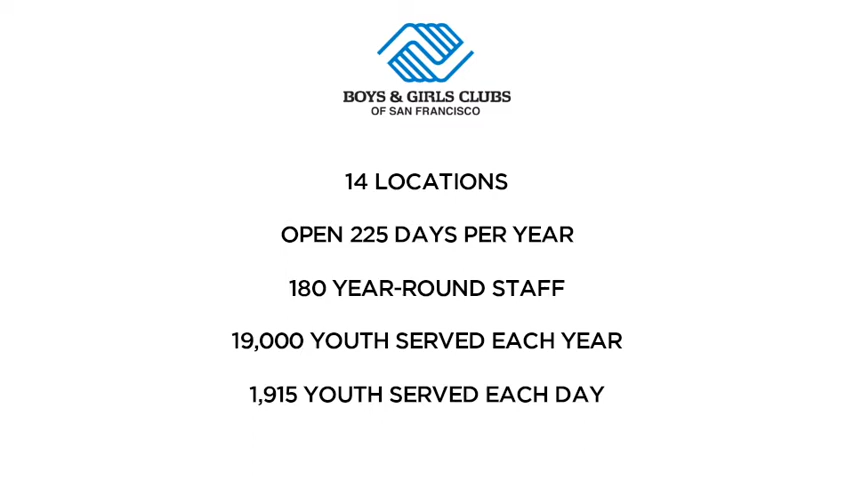 BOYS & GIRLS CLUBS
OF SAN FRANCISCO
14 LOCATIONS
OPEN 225 DAYS PER YEAR
180 YEAR-ROUND STAFF
19,000 YOUTH SERVED EACH YEAR
1,915 YOUTH SERVED EACH DAY